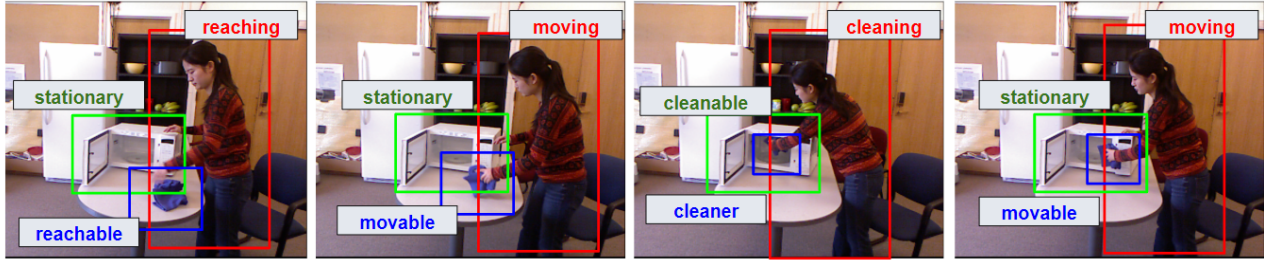 reaching
stationary
reachable
moving
stationary
movable
cleaning
cleanable
cleaner
moving
stationary
movable